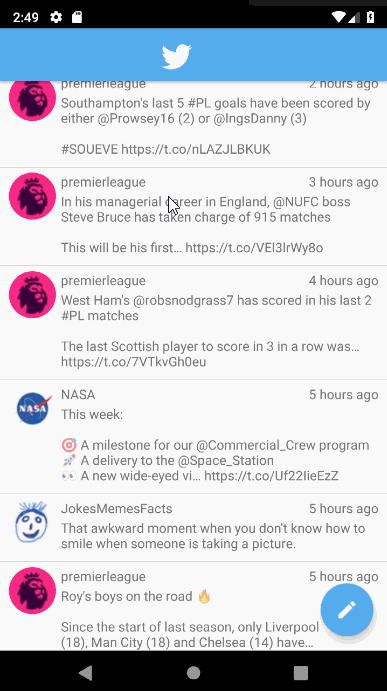 2:49
premierleague 2 hours ago
Southampton's last 5 #PL goals have been scored by
either @Prowsey16 (2) or @IngsDanny (3)
#SOUEVE https://t.co/nLAZJLBKUK
premierleague 3 hours ago
In his managerial career in England, @NUFC boss
Steve Bruce has taken charge of 915 matches
This will be his first… https://t.co/VEl3IrWy8o
premierleague 4 hours ago
West Ham's @robsnodgrass7 has scored in his last 2
#PL matches
The last Scottish player to score in 3 in a row was…
https://t.co/7VTkvGh0eu
NASA 5 hours ago
NASA
This week:
🎯 A milestone for our @Commercial_Crew program
🚀 A delivery to the @Space_Station
👀 A new wide-eyed vi… https://t.co/Uf22IieEzZ
JokesMemesFacts 5 hours ago
That awkward moment when you don't know how to
smile when someone is taking a picture.
premierleague 5 hours ago
Roy's boys on the road 🔥
Since the start of last season, only Liverpool
(18), Man City (18) and Chelsea (14) have…